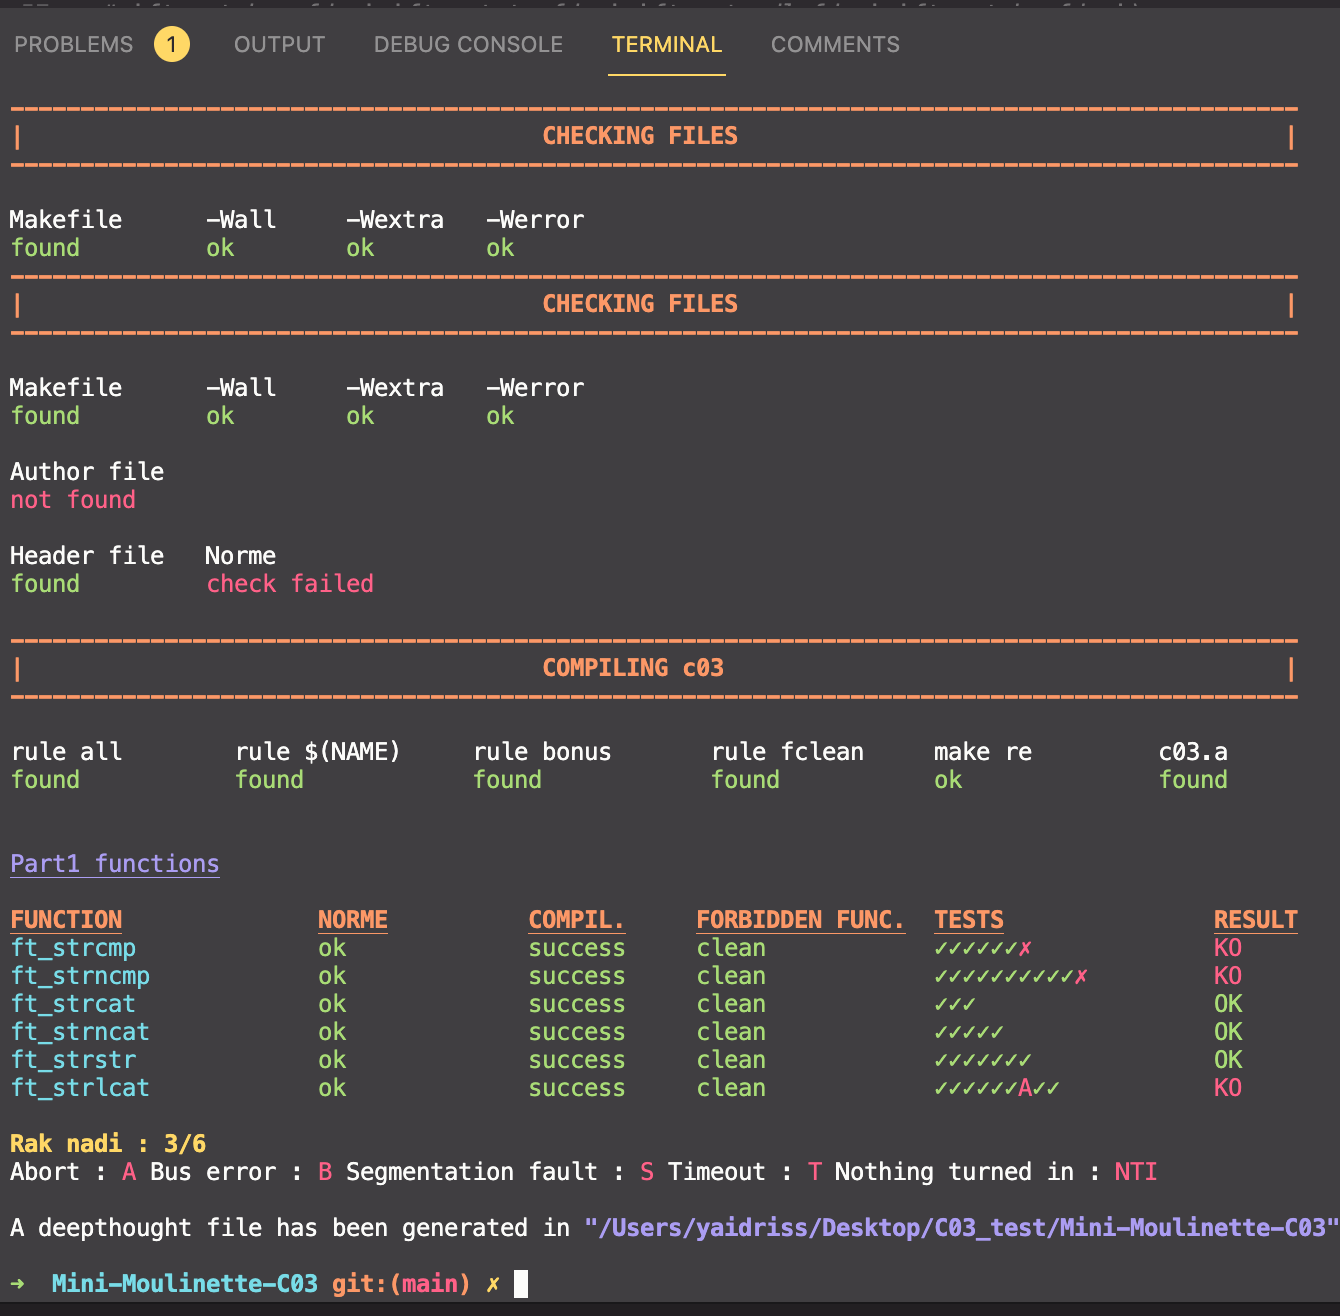 PROBLEMS 1 OUTPUT DEBUG CONSOLE TERMINAL COMMENTS
| CHECKING FILES |
Makefile -Wall -Wextra -Werror
found ok ok ok
| CHECKING FILES |
Makefile -Wall -Wextra -Werror
found ok ok ok
Author file
not found
Header file Norme
found check failed
| COMPILING c03 |
rule all rule $(NAME) rule bonus rule fclean make re c03.a
found found found found ok found
Part1 functions
FUNCTION NORME COMPIL. FORBIDDEN FUNC. TESTS RESULT
ft_strcmp ok success clean ✓✓✓✓✓✓✗ KO
ft_strncmp ok success clean ✓✓✓✓✓✓✓✓✓✓✗ KO
ft_strcat ok success clean ✓✓✓ OK
ft_strncat ok success clean ✓✓✓✓✓ OK
ft_strstr ok success clean ✓✓✓✓✓✓✓ OK
ft_strlcat ok success clean ✓✓✓✓✓✓A✓✓ KO
Rak nadi : 3/6
Abort : A Bus error : B Segmentation fault : S Timeout : T Nothing turned in : NTI
A deepthought file has been generated in "/Users/yaidriss/Desktop/C03_test/Mini-Moulinette-C03"
➜ Mini-Moulinette-C03 git:(main) ✗